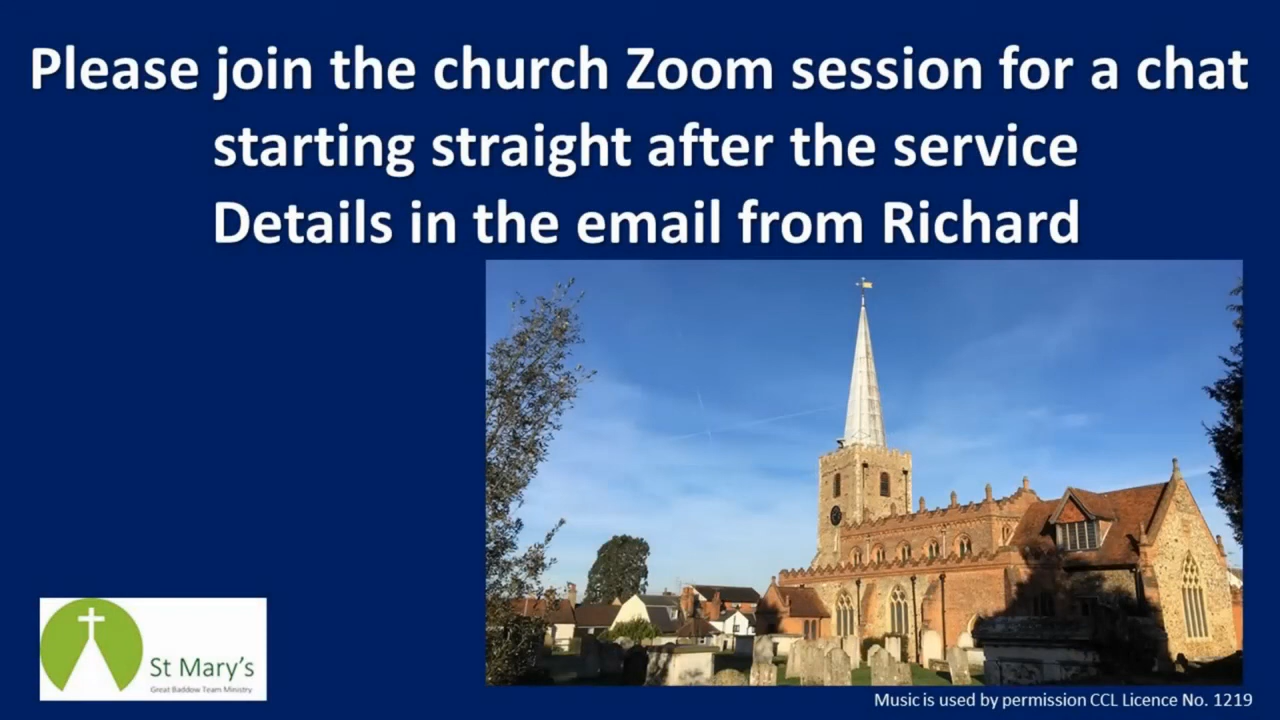 Please join the church Zoom session for a chat
starting straight after the service
Details in the email from Richard
St Mary's
Great Baddow Team Ministry
Music is used by permission CCL Licence No. 1219